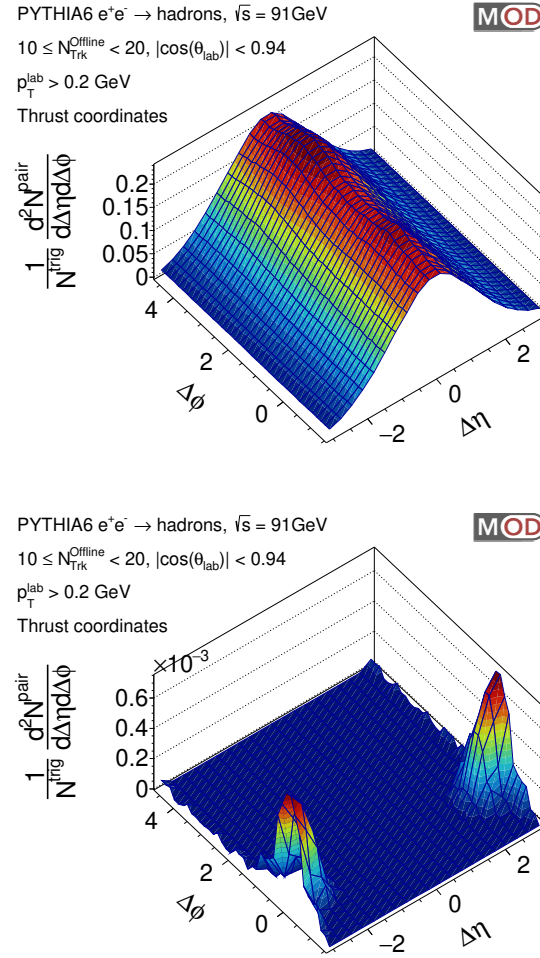 PYTHIA6 e⁺e⁻ → hadrons, √s = 91GeV
MOD
10 ≤ N_Trk^Offline < 20, |cos(θ_lab)| < 0.94
p_T^lab > 0.2 GeV
Thrust coordinates
1/N^trig d²N^pair/dΔηdΔϕ
0.2
0.15
0.1
0.05
0
4
2
0
Δϕ
−2
0
2
Δη
PYTHIA6 e⁺e⁻ → hadrons, √s = 91GeV
MOD
10 ≤ N_Trk^Offline < 20, |cos(θ_lab)| < 0.94
p_T^lab > 0.2 GeV
Thrust coordinates
×10⁻³
1/N^trig d²N^pair/dΔηdΔϕ
0.6
0.4
0.2
0
4
2
0
Δϕ
−2
0
2
Δη